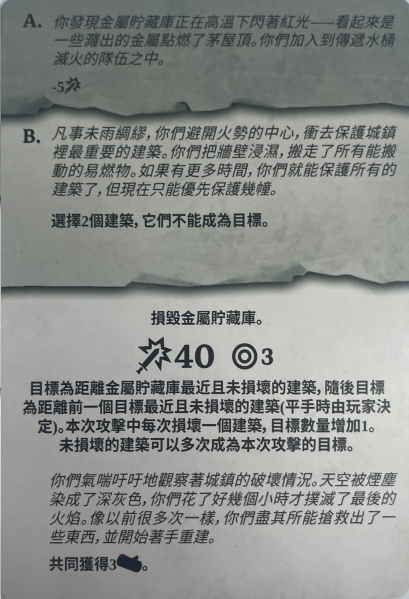 A. 你發現金屬貯藏庫正在高溫下閃著紅光——看起來是
一些濺出的金屬點燃了茅屋頂。你們加入到傳遞水桶
滅火的隊伍之中。
-5
B. 凡事未雨綢繆,你們避開火勢的中心,衝去保護城鎮
裡最重要的建築。你們把牆壁浸濕,搬走了所有能搬
動的易燃物。如果有更多時間,你們就能保護所有的
建築了,但現在只能優先保護幾幢。
選擇2個建築,它們不能成為目標。
損毀金屬貯藏庫。
40 3
目標為距離金屬貯藏庫最近且未損壞的建築,隨後目標
為距離前一個目標最近且未損壞的建築(平手時由玩家決
定)。本次攻擊中每次損壞一個建築,目標數量增加1。
未損壞的建築可以多次成為本次攻擊的目標。
你們氣喘吁吁地觀察著城鎮的破壞情況。天空被煙塵
染成了深灰色,你們花了好幾個小時才撲滅了最後的
火焰。像以前很多次一樣,你們盡其所能搶救出了一
些東西,並開始著手重建。
共同獲得3。